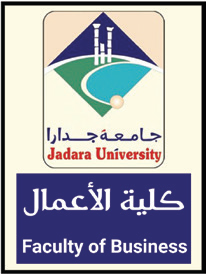 جامعة جدارا
Jadara University
كلية الأعمال
Faculty of Business